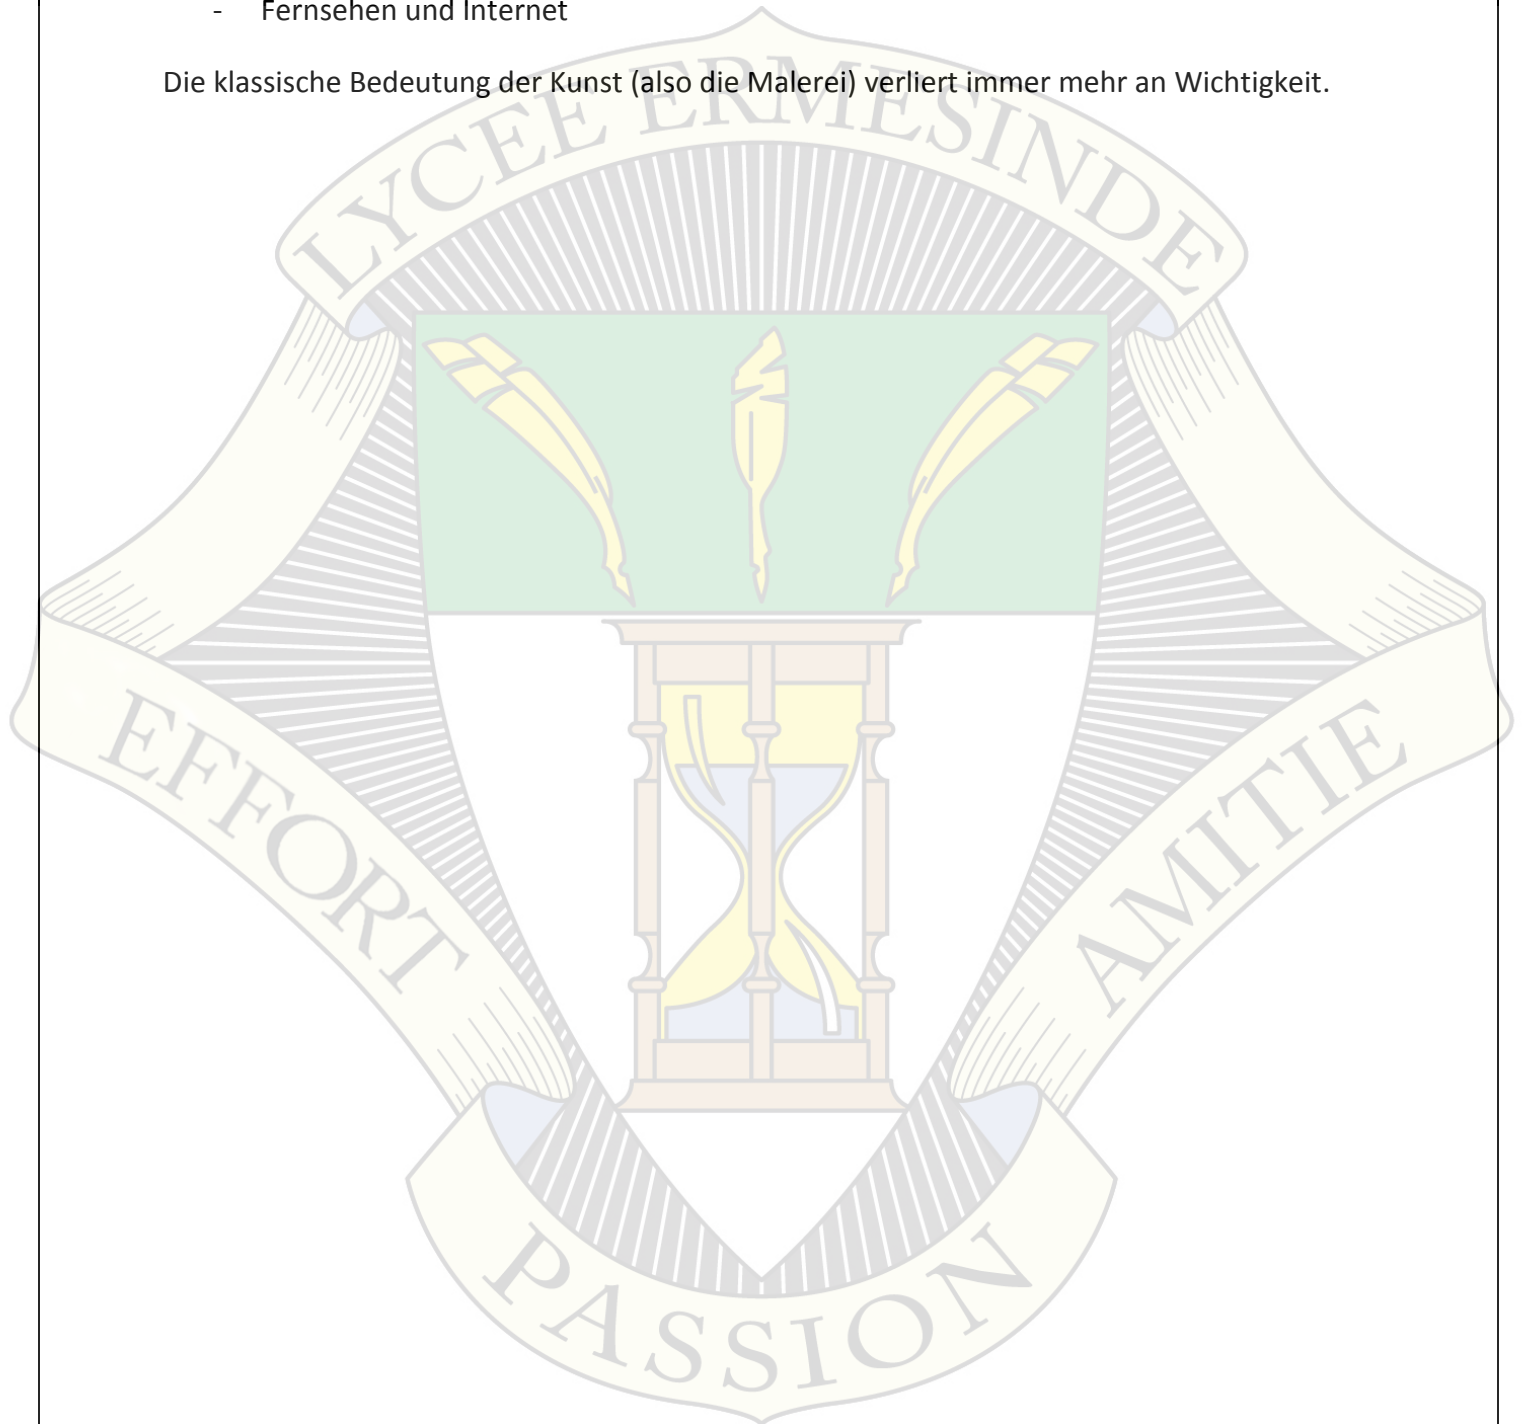 - Fernsehen und Internet
Die klassische Bedeutung der Kunst (also die Malerei) verliert immer mehr an Wichtigkeit.
LYCEE ERMESINDE
EFFORT
AMITIE
PASSION